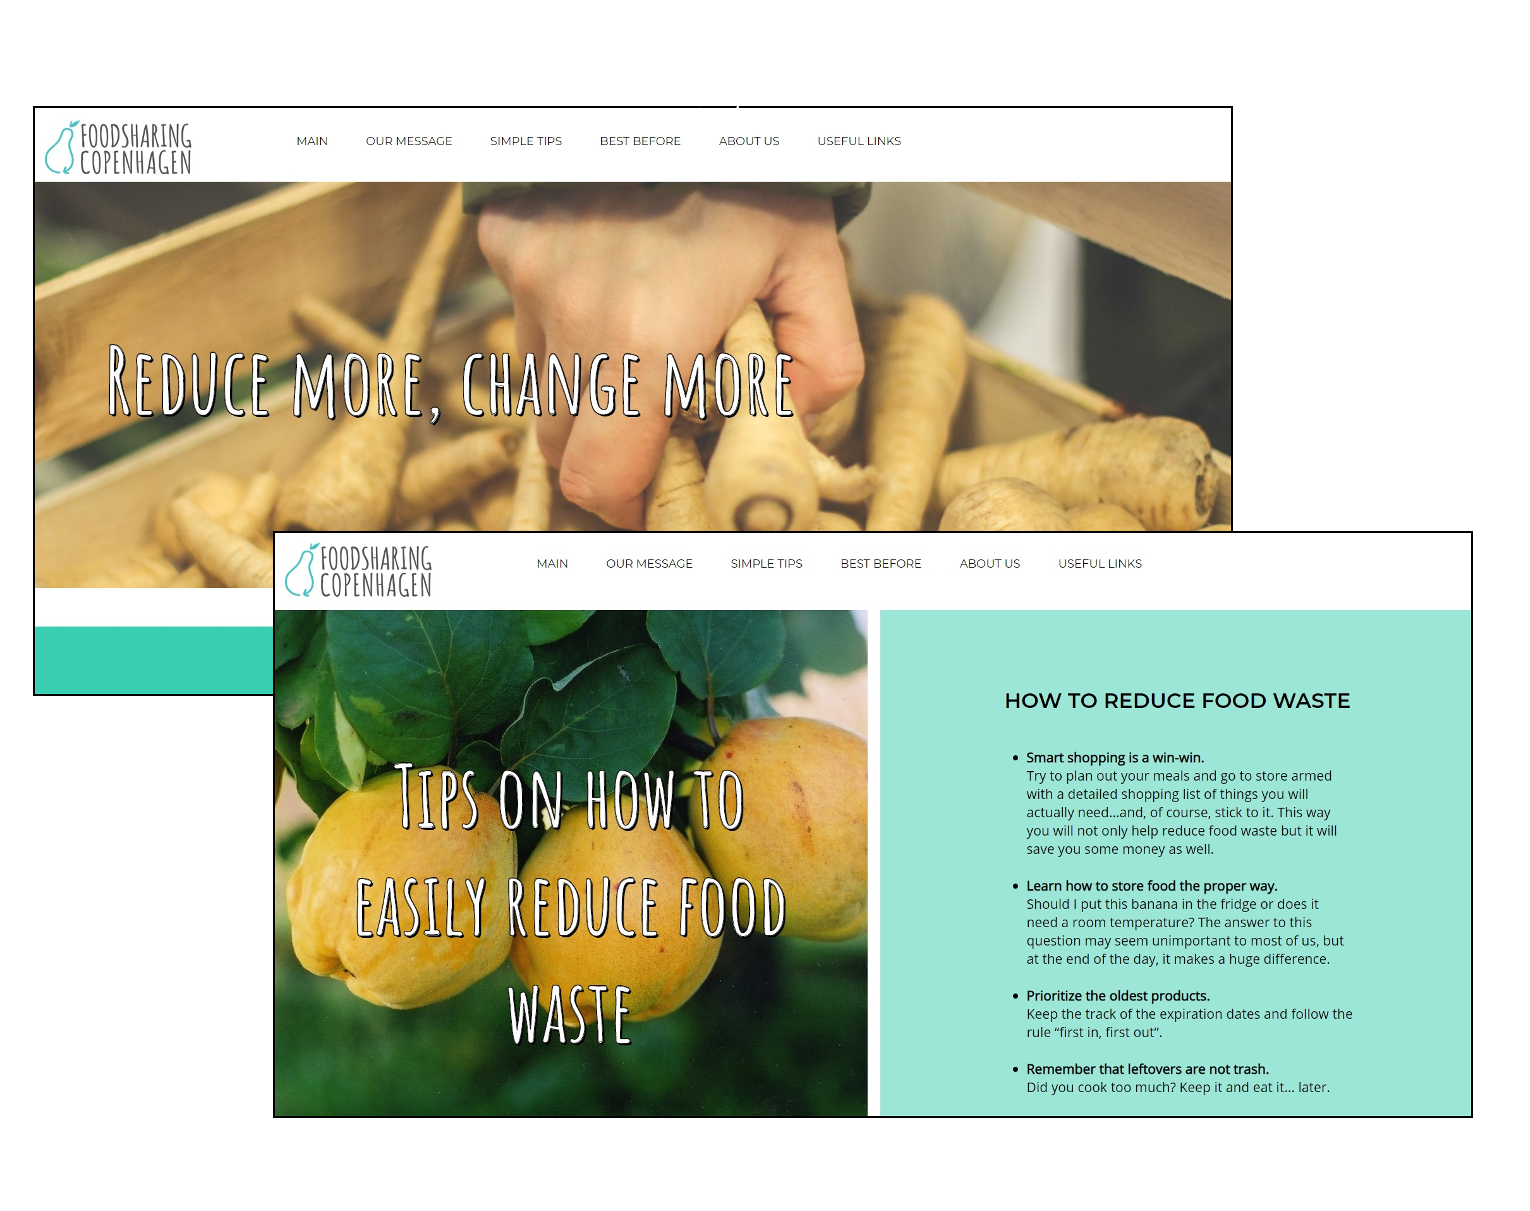 FOODSHARING
COPENHAGEN
MAIN OUR MESSAGE SIMPLE TIPS BEST BEFORE ABOUT US USEFUL LINKS
REDUCE MORE, CHANGE MORE
FOODSHARING
COPENHAGEN
MAIN OUR MESSAGE SIMPLE TIPS BEST BEFORE ABOUT US USEFUL LINKS
TIPS ON HOW TO
EASILY REDUCE FOOD
WASTE
HOW TO REDUCE FOOD WASTE
• Smart shopping is a win-win.
Try to plan out your meals and go to store armed
with a detailed shopping list of things you will
actually need...and, of course, stick to it. This way
you will not only help reduce food waste but it will
save you some money as well.
• Learn how to store food the proper way.
Should I put this banana in the fridge or does it
need a room temperature? The answer to this
question may seem unimportant to most of us, but
at the end of the day, it makes a huge difference.
• Prioritize the oldest products.
Keep the track of the expiration dates and follow the
rule “first in, first out”.
• Remember that leftovers are not trash.
Did you cook too much? Keep it and eat it... later.